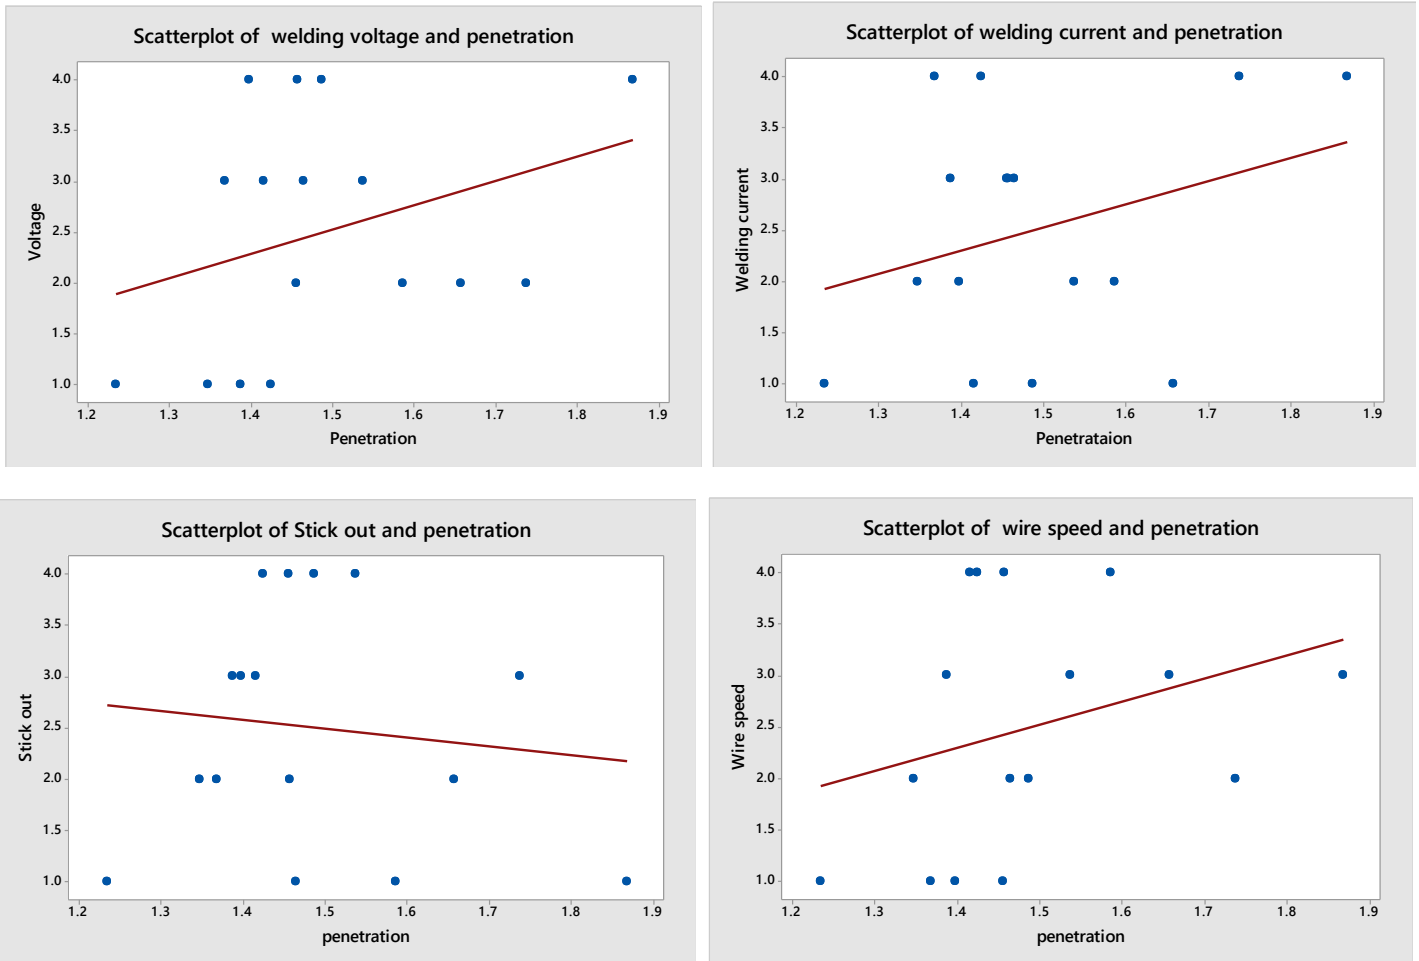 Scatterplot of welding voltage and penetration
4.0
3.5
3.0
2.5
2.0
1.5
1.0
Voltage
1.2 1.3 1.4 1.5 1.6 1.7 1.8 1.9
Penetration
Scatterplot of welding current and penetration
4.0
3.5
3.0
2.5
2.0
1.5
1.0
Welding current
1.2 1.3 1.4 1.5 1.6 1.7 1.8 1.9
Penetrataion
Scatterplot of Stick out and penetration
4.0
3.5
3.0
2.5
2.0
1.5
1.0
Stick out
1.2 1.3 1.4 1.5 1.6 1.7 1.8 1.9
penetration
Scatterplot of wire speed and penetration
4.0
3.5
3.0
2.5
2.0
1.5
1.0
Wire speed
1.2 1.3 1.4 1.5 1.6 1.7 1.8 1.9
penetration